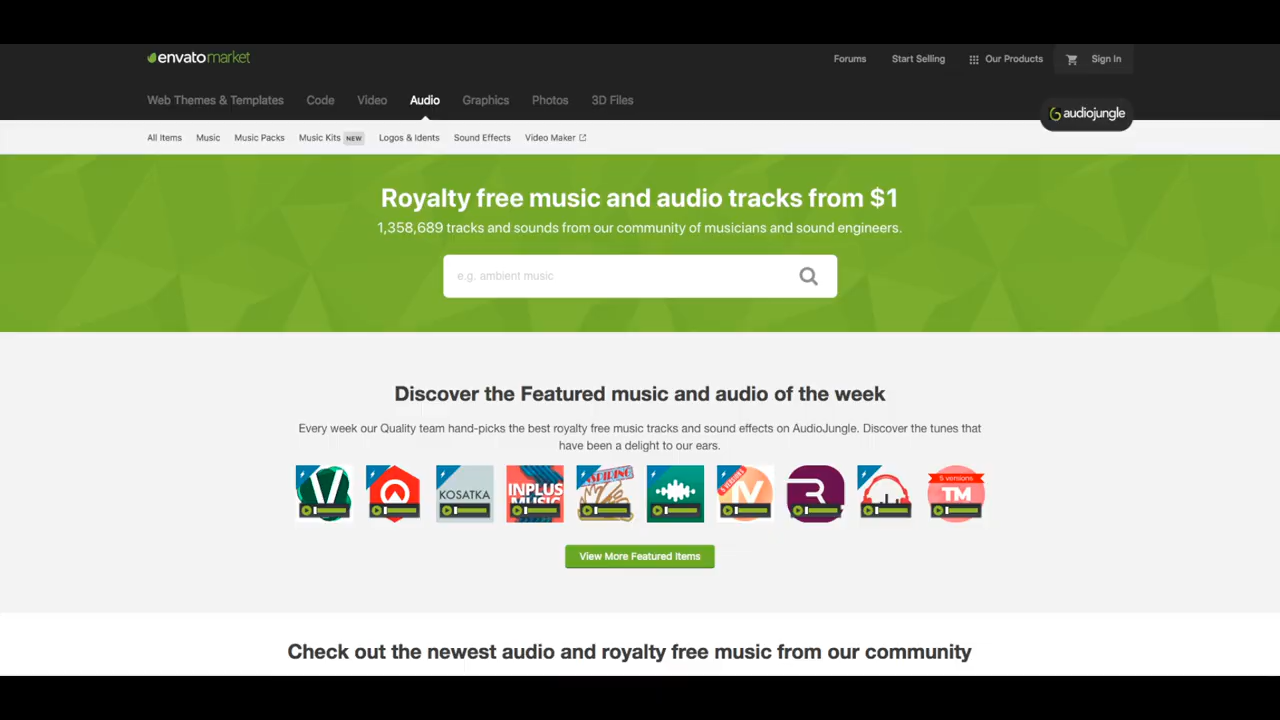 envatomarket
Forums
Start Selling
Our Products
Sign In
Web Themes & Templates
Code
Video
Audio
Graphics
Photos
3D Files
audiojungle
All Items
Music
Music Packs
Music Kits NEW
Logos & Idents
Sound Effects
Video Maker
Royalty free music and audio tracks from $1
1,358,689 tracks and sounds from our community of musicians and sound engineers.
e.g. ambient music
Discover the Featured music and audio of the week
Every week our Quality team hand-picks the best royalty free music tracks and sound effects on AudioJungle. Discover the tunes that
have been a delight to our ears.
KOSATKA
INPLUS
MUSIC
INSPIRING
5 VERSIONS
IV
R
5 versions
TM
View More Featured Items
Check out the newest audio and royalty free music from our community